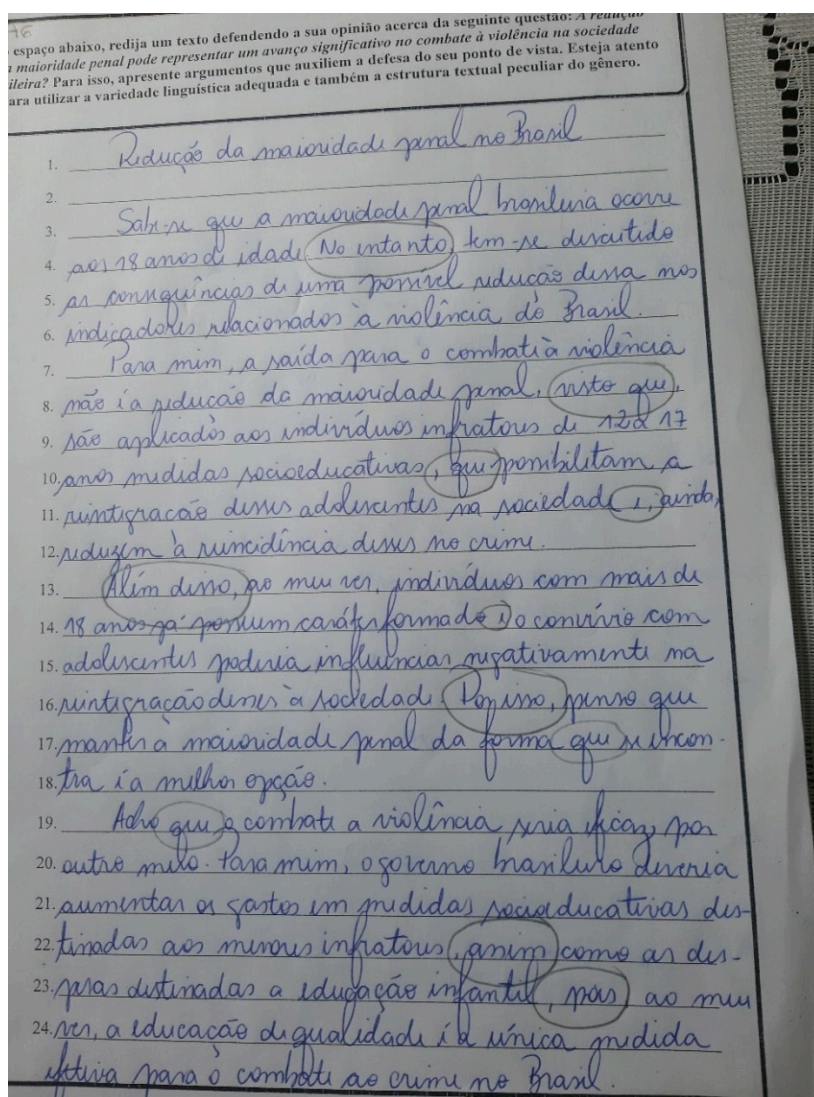 76
espaço abaixo, redija um texto defendendo a sua opinião acerca da seguinte questão: A redução
maioridade penal pode representar um avanço significativo no combate à violência na sociedade
ileira? Para isso, apresente argumentos que auxiliem a defesa do seu ponto de vista. Esteja atento
ara utilizar a variedade linguística adequada e também a estrutura textual peculiar do gênero.
1. Redução da maioridade penal no Brasil
2.
3. Sabe-se que a maioridade penal brasileira ocorre
4. aos 18 anos de idade. No entanto, tem-se discutido
5. as consequências de uma possível redução dessa nos
6. indicadores relacionados à violência do Brasil.
7. Para mim, a saída para o combate à violência
8. não é a redução da maioridade penal, visto que,
9. são aplicados aos indivíduos infratores de 12 a 17
10. anos medidas socioeducativas, que possibilitam a
11. reintegração desses adolescentes na sociedade e, ainda,
12. reduzem à reincidência desses no crime.
13. Além disso, ao meu ver, indivíduos com mais de
14. 18 anos já possuem caráter formado e o convívio com
15. adolescentes poderia influenciar negativamente na
16. reintegração desses à sociedade. Por isso, penso que
17. manter a maioridade penal da forma que se encon-
18. tra é a melhor opção.
19. Acho que o combate a violência seria eficaz por
20. outro meio. Para mim, o governo brasileiro deveria
21. aumentar os gastos em medidas socioeducativas des-
22. tinadas aos menores infratores, assim como as des-
23. pesas destinadas a educação infantil, pois ao meu
24. ver, a educação de qualidade é a única medida
efetiva para o combate ao crime no Brasil.